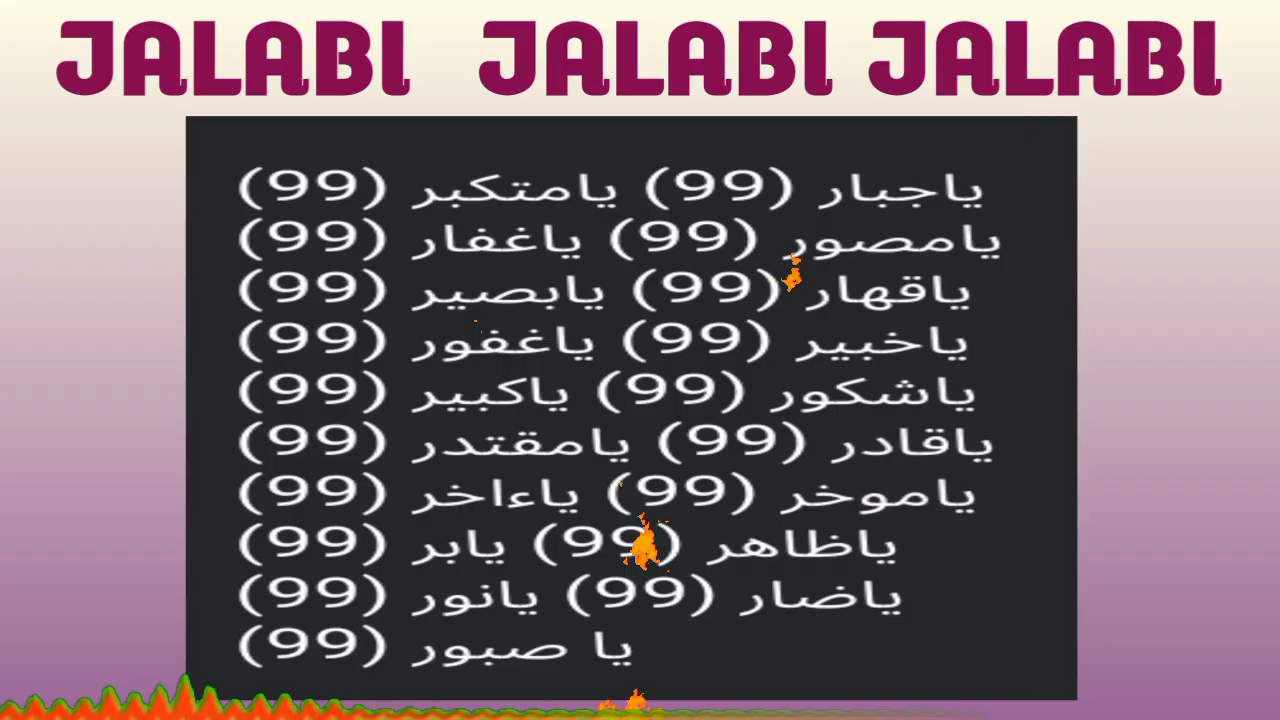 JALABI JALABI JALABI
ياجبار (99) يامتكبر (99)
يامصور (99) ياغفار (99)
ياقهار (99) يابصير (99)
ياخبير (99) ياغفور (99)
ياشكور (99) ياكبير (99)
ياقادر (99) يامقتدر (99)
ياموخر (99) ياءاخر (99)
ياظاهر (99) يابر (99)
ياضار (99) يانور (99)
يا صبور (99)